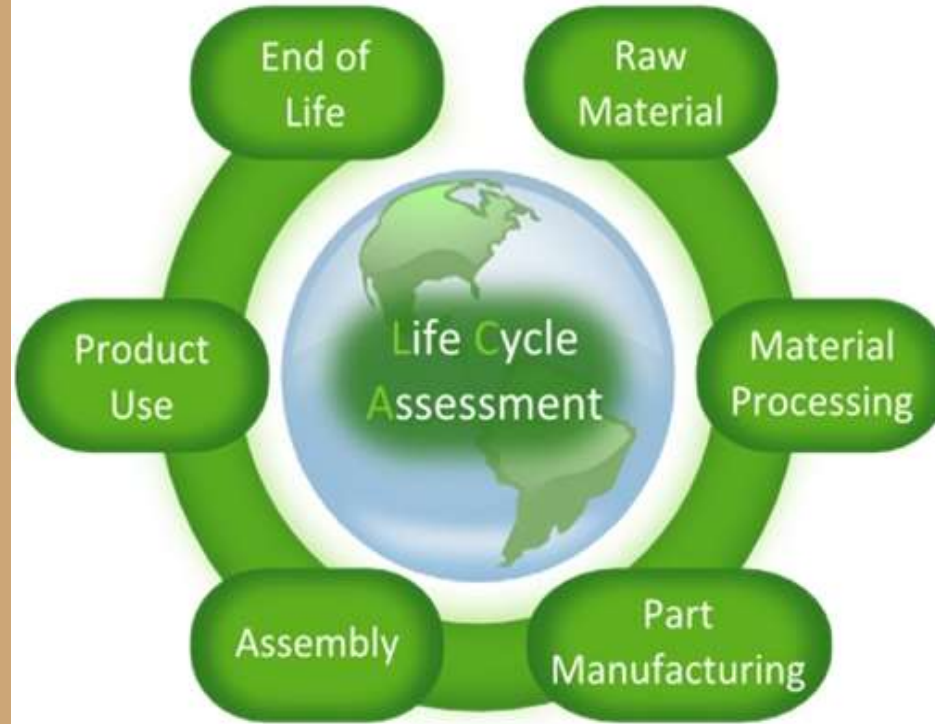 End of
Life
Raw
Material
Product
Use
Life Cycle
Assessment
Material
Processing
Assembly
Part
Manufacturing